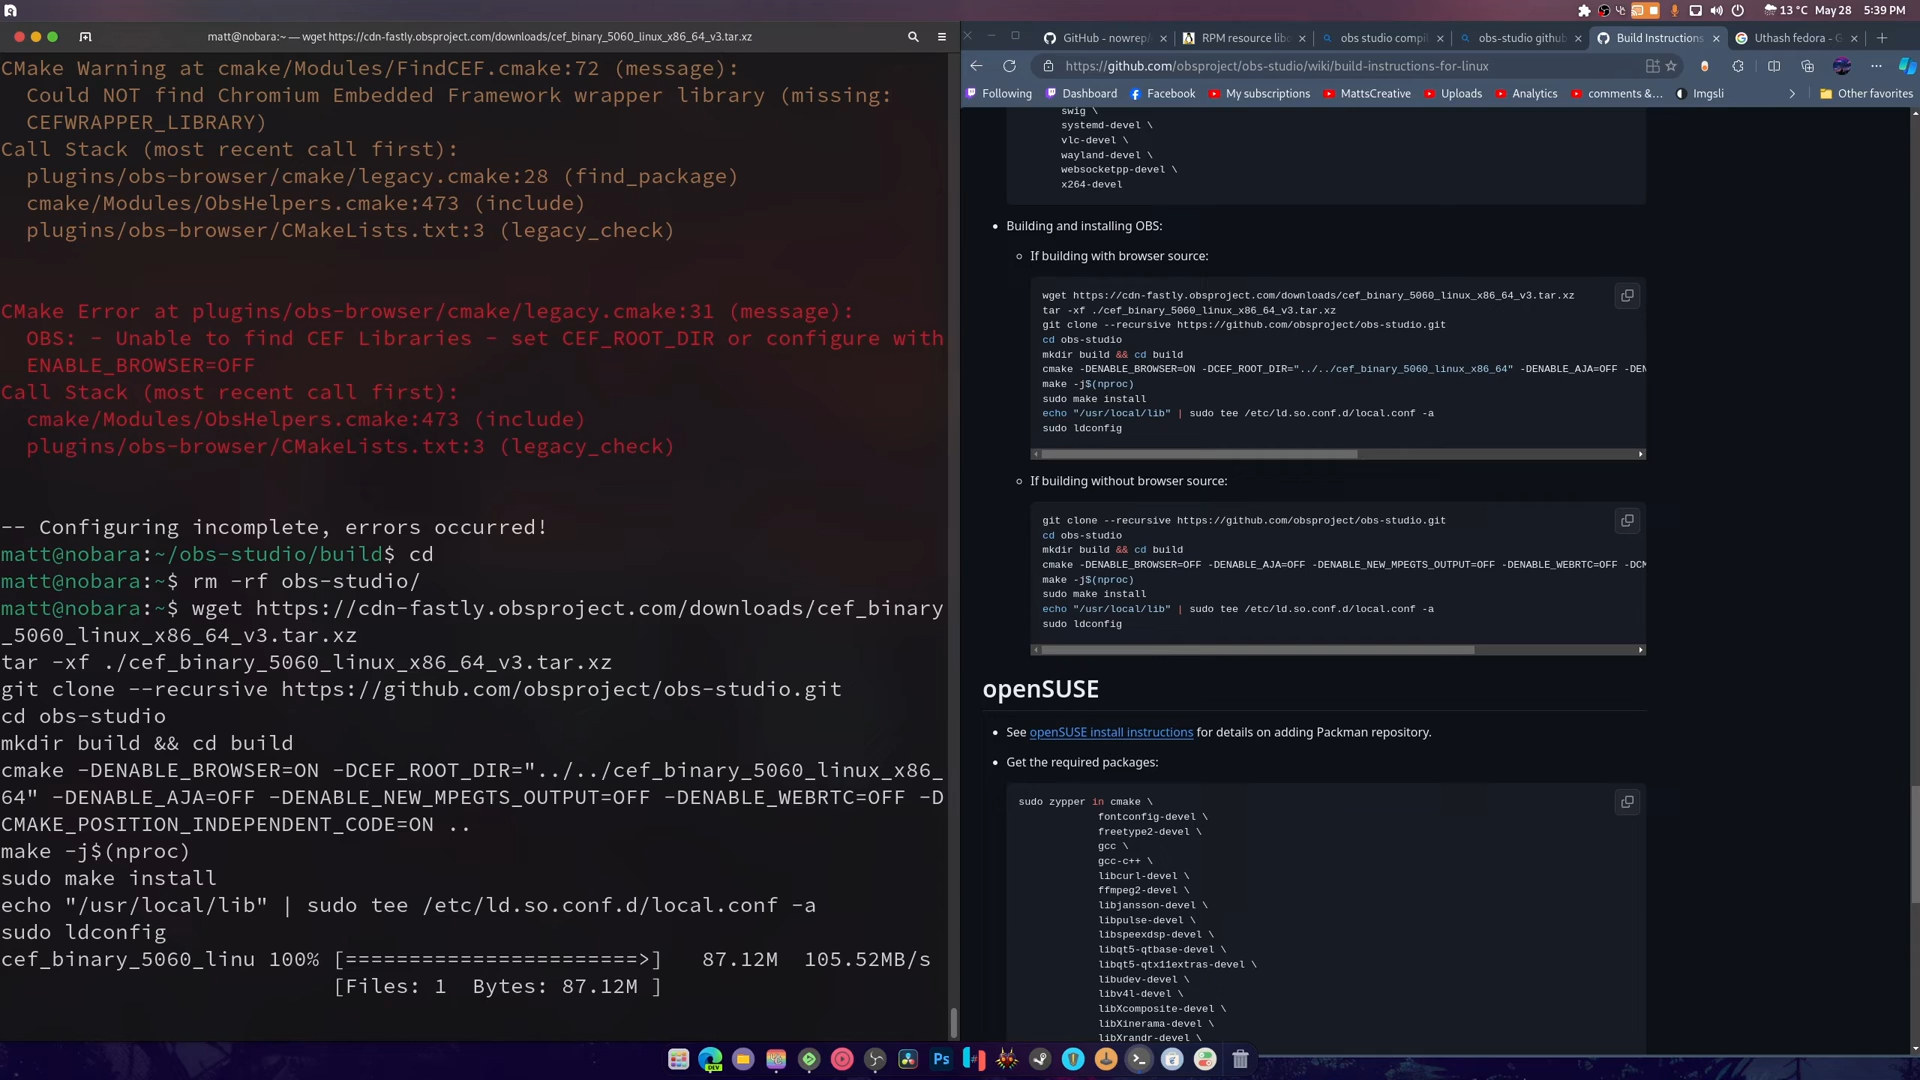 13 °C May 28 5:39 PM
matt@nobara:~ — wget https://cdn-fastly.obsproject.com/downloads/cef_binary_5060_linux_x86_64_v3.tar.xz
CMake Warning at cmake/Modules/FindCEF.cmake:72 (message):
Could NOT find Chromium Embedded Framework wrapper library (missing:
CEFWRAPPER_LIBRARY)
Call Stack (most recent call first):
plugins/obs-browser/cmake/legacy.cmake:28 (find_package)
cmake/Modules/ObsHelpers.cmake:473 (include)
plugins/obs-browser/CMakeLists.txt:3 (legacy_check)
CMake Error at plugins/obs-browser/cmake/legacy.cmake:31 (message):
OBS: - Unable to find CEF Libraries - set CEF_ROOT_DIR or configure with
ENABLE_BROWSER=OFF
Call Stack (most recent call first):
cmake/Modules/ObsHelpers.cmake:473 (include)
plugins/obs-browser/CMakeLists.txt:3 (legacy_check)
-- Configuring incomplete, errors occurred!
matt@nobara:~/obs-studio/build$ cd
matt@nobara:~$ rm -rf obs-studio/
matt@nobara:~$ wget https://cdn-fastly.obsproject.com/downloads/cef_binary
_5060_linux_x86_64_v3.tar.xz
tar -xf ./cef_binary_5060_linux_x86_64_v3.tar.xz
git clone --recursive https://github.com/obsproject/obs-studio.git
cd obs-studio
mkdir build && cd build
cmake -DENABLE_BROWSER=ON -DCEF_ROOT_DIR="../../cef_binary_5060_linux_x86_
64" -DENABLE_AJA=OFF -DENABLE_NEW_MPEGTS_OUTPUT=OFF -DENABLE_WEBRTC=OFF -D
CMAKE_POSITION_INDEPENDENT_CODE=ON ..
make -j$(nproc)
sudo make install
echo "/usr/local/lib" | sudo tee /etc/ld.so.conf.d/local.conf -a
sudo ldconfig
cef_binary_5060_linu 100% [========================>] 87.12M 105.52MB/s
[Files: 1 Bytes: 87.12M ]
GitHub - nowrep/ RPM resource lib obs studio compi obs-studio github Build Instructions Uthash fedora - G
https://github.com/obsproject/obs-studio/wiki/build-instructions-for-linux
Following Dashboard Facebook My subscriptions MattsCreative Uploads Analytics comments &... Imgsli Other favorites
swig \
systemd-devel \
vlc-devel \
wayland-devel \
websocketpp-devel \
x264-devel
Building and installing OBS:
If building with browser source:
wget https://cdn-fastly.obsproject.com/downloads/cef_binary_5060_linux_x86_64_v3.tar.xz
tar -xf ./cef_binary_5060_linux_x86_64_v3.tar.xz
git clone --recursive https://github.com/obsproject/obs-studio.git
cd obs-studio
mkdir build && cd build
cmake -DENABLE_BROWSER=ON -DCEF_ROOT_DIR="../../cef_binary_5060_linux_x86_64" -DENABLE_AJA=OFF -DEN
make -j$(nproc)
sudo make install
echo "/usr/local/lib" | sudo tee /etc/ld.so.conf.d/local.conf -a
sudo ldconfig
If building without browser source:
git clone --recursive https://github.com/obsproject/obs-studio.git
cd obs-studio
mkdir build && cd build
cmake -DENABLE_BROWSER=OFF -DENABLE_AJA=OFF -DENABLE_NEW_MPEGTS_OUTPUT=OFF -DENABLE_WEBRTC=OFF -DCM
make -j$(nproc)
sudo make install
echo "/usr/local/lib" | sudo tee /etc/ld.so.conf.d/local.conf -a
sudo ldconfig
openSUSE
See openSUSE install instructions for details on adding Packman repository.
Get the required packages:
sudo zypper in cmake \
fontconfig-devel \
freetype2-devel \
gcc \
gcc-c++ \
libcurl-devel \
ffmpeg2-devel \
libjansson-devel \
libpulse-devel \
libspeexdsp-devel \
libqt5-qtbase-devel \
libqt5-qtx11extras-devel \
libudev-devel \
libv4l-devel \
libXcomposite-devel \
libXinerama-devel \
libXrandr-devel \
DEV
Ps